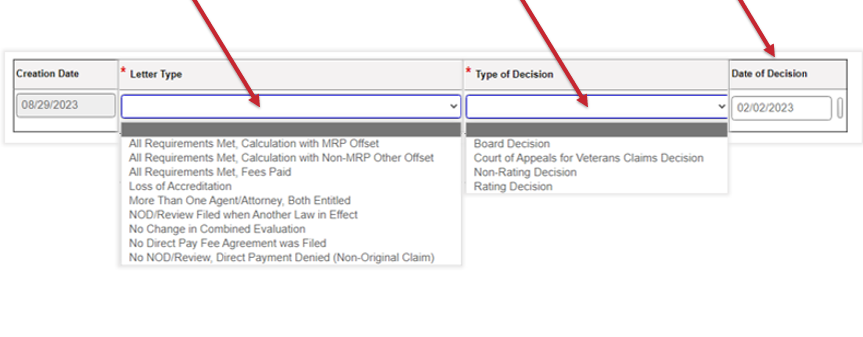 Creation Date * Letter Type * Type of Decision Date of Decision
08/29/2023 02/02/2023
All Requirements Met, Calculation with MRP Offset
All Requirements Met, Calculation with Non-MRP Other Offset
All Requirements Met, Fees Paid
Loss of Accreditation
More Than One Agent/Attorney, Both Entitled
NOD/Review Filed when Another Law in Effect
No Change in Combined Evaluation
No Direct Pay Fee Agreement was Filed
No NOD/Review, Direct Payment Denied (Non-Original Claim)
Board Decision
Court of Appeals for Veterans Claims Decision
Non-Rating Decision
Rating Decision